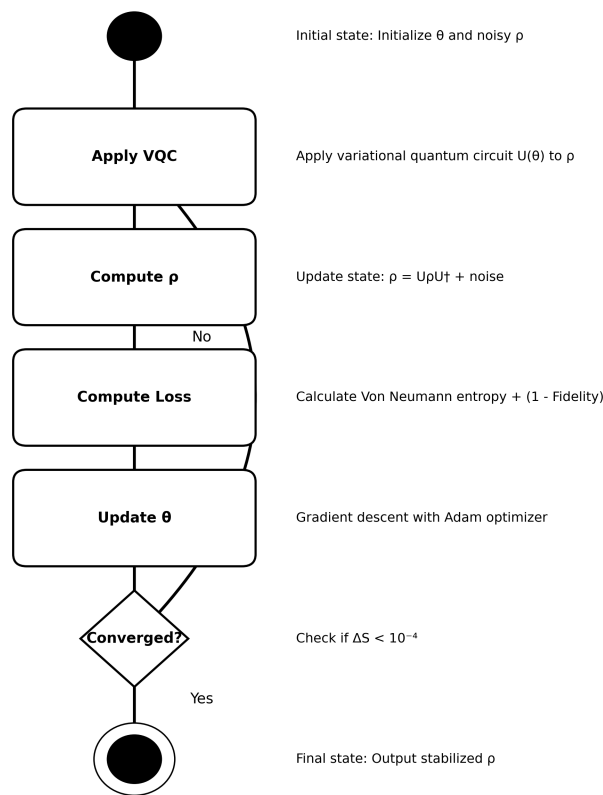 Initial state: Initialize θ and noisy ρ
Apply VQC
Apply variational quantum circuit U(θ) to ρ
Compute ρ
Update state: ρ = UρU† + noise
No
Compute Loss
Calculate Von Neumann entropy + (1 - Fidelity)
Update θ
Gradient descent with Adam optimizer
Converged?
Check if ΔS < 10⁻⁴
Yes
Final state: Output stabilized ρ